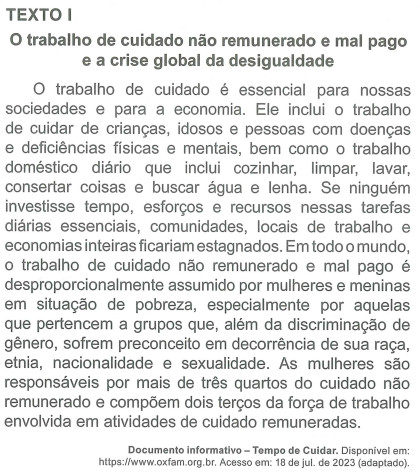 TEXTO I
O trabalho de cuidado não remunerado e mal pago
e a crise global da desigualdade
O trabalho de cuidado é essencial para nossas
sociedades e para a economia. Ele inclui o trabalho
de cuidar de crianças, idosos e pessoas com doenças
e deficiências físicas e mentais, bem como o trabalho
doméstico diário que inclui cozinhar, limpar, lavar,
consertar coisas e buscar água e lenha. Se ninguém
investisse tempo, esforços e recursos nessas tarefas
diárias essenciais, comunidades, locais de trabalho e
economias inteiras ficariam estagnados. Em todo o mundo,
o trabalho de cuidado não remunerado e mal pago é
desproporcionalmente assumido por mulheres e meninas
em situação de pobreza, especialmente por aquelas
que pertencem a grupos que, além da discriminação de
gênero, sofrem preconceito em decorrência de sua raça,
etnia, nacionalidade e sexualidade. As mulheres são
responsáveis por mais de três quartos do cuidado não
remunerado e compõem dois terços da força de trabalho
envolvida em atividades de cuidado remuneradas.
Documento informativo – Tempo de Cuidar. Disponível em:
https://www.oxfam.org.br. Acesso em: 18 de jul. de 2023 (adaptado).